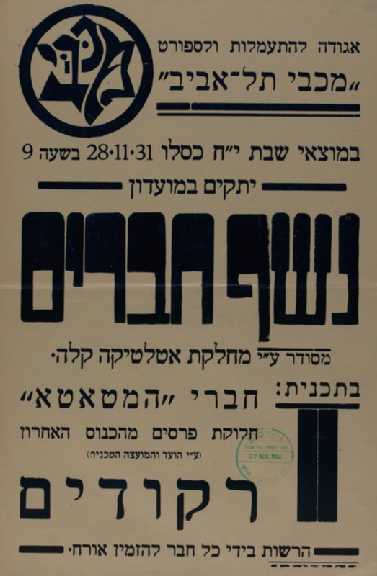 מכבי
אגודה להתעמלות ולספורט
„מכבי תל-אביב"
במוצאי שבת י"ח כסלו 28·11·31 בשעה 9
יתקים במועדון
נשף חברים
מסודר ע"י מחלקת אטלטיקה קלה.
בתכנית:
חברי „המטאטא"
חלוקת פרסים מהכנוס האחרון
(ע"י הועד והמועצה הטכנית)
רקודים
הרשות בידי כל חבר להזמין אורח.